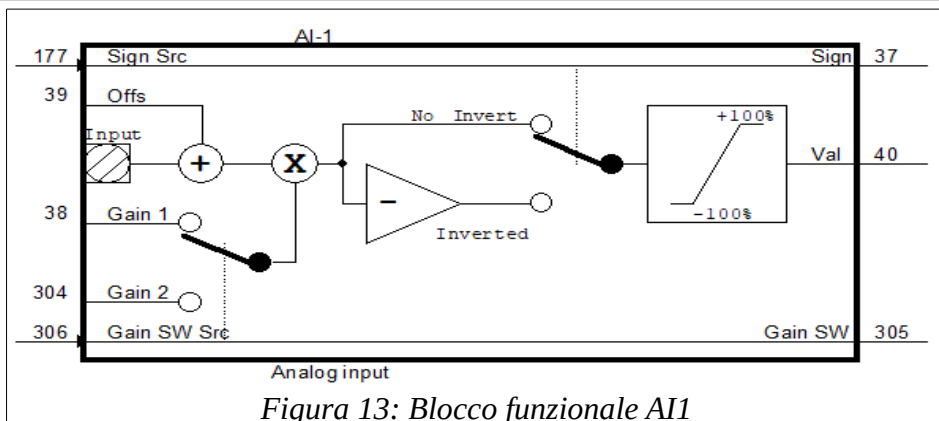 AI-1
177 Sign Src Sign 37
39 Offs
Input
No Invert
+100%
+
X
Val 40
-
-100%
38 Gain 1
Inverted
304 Gain 2
306 Gain SW Src Gain SW 305
Analog input
Figura 13: Blocco funzionale AI1